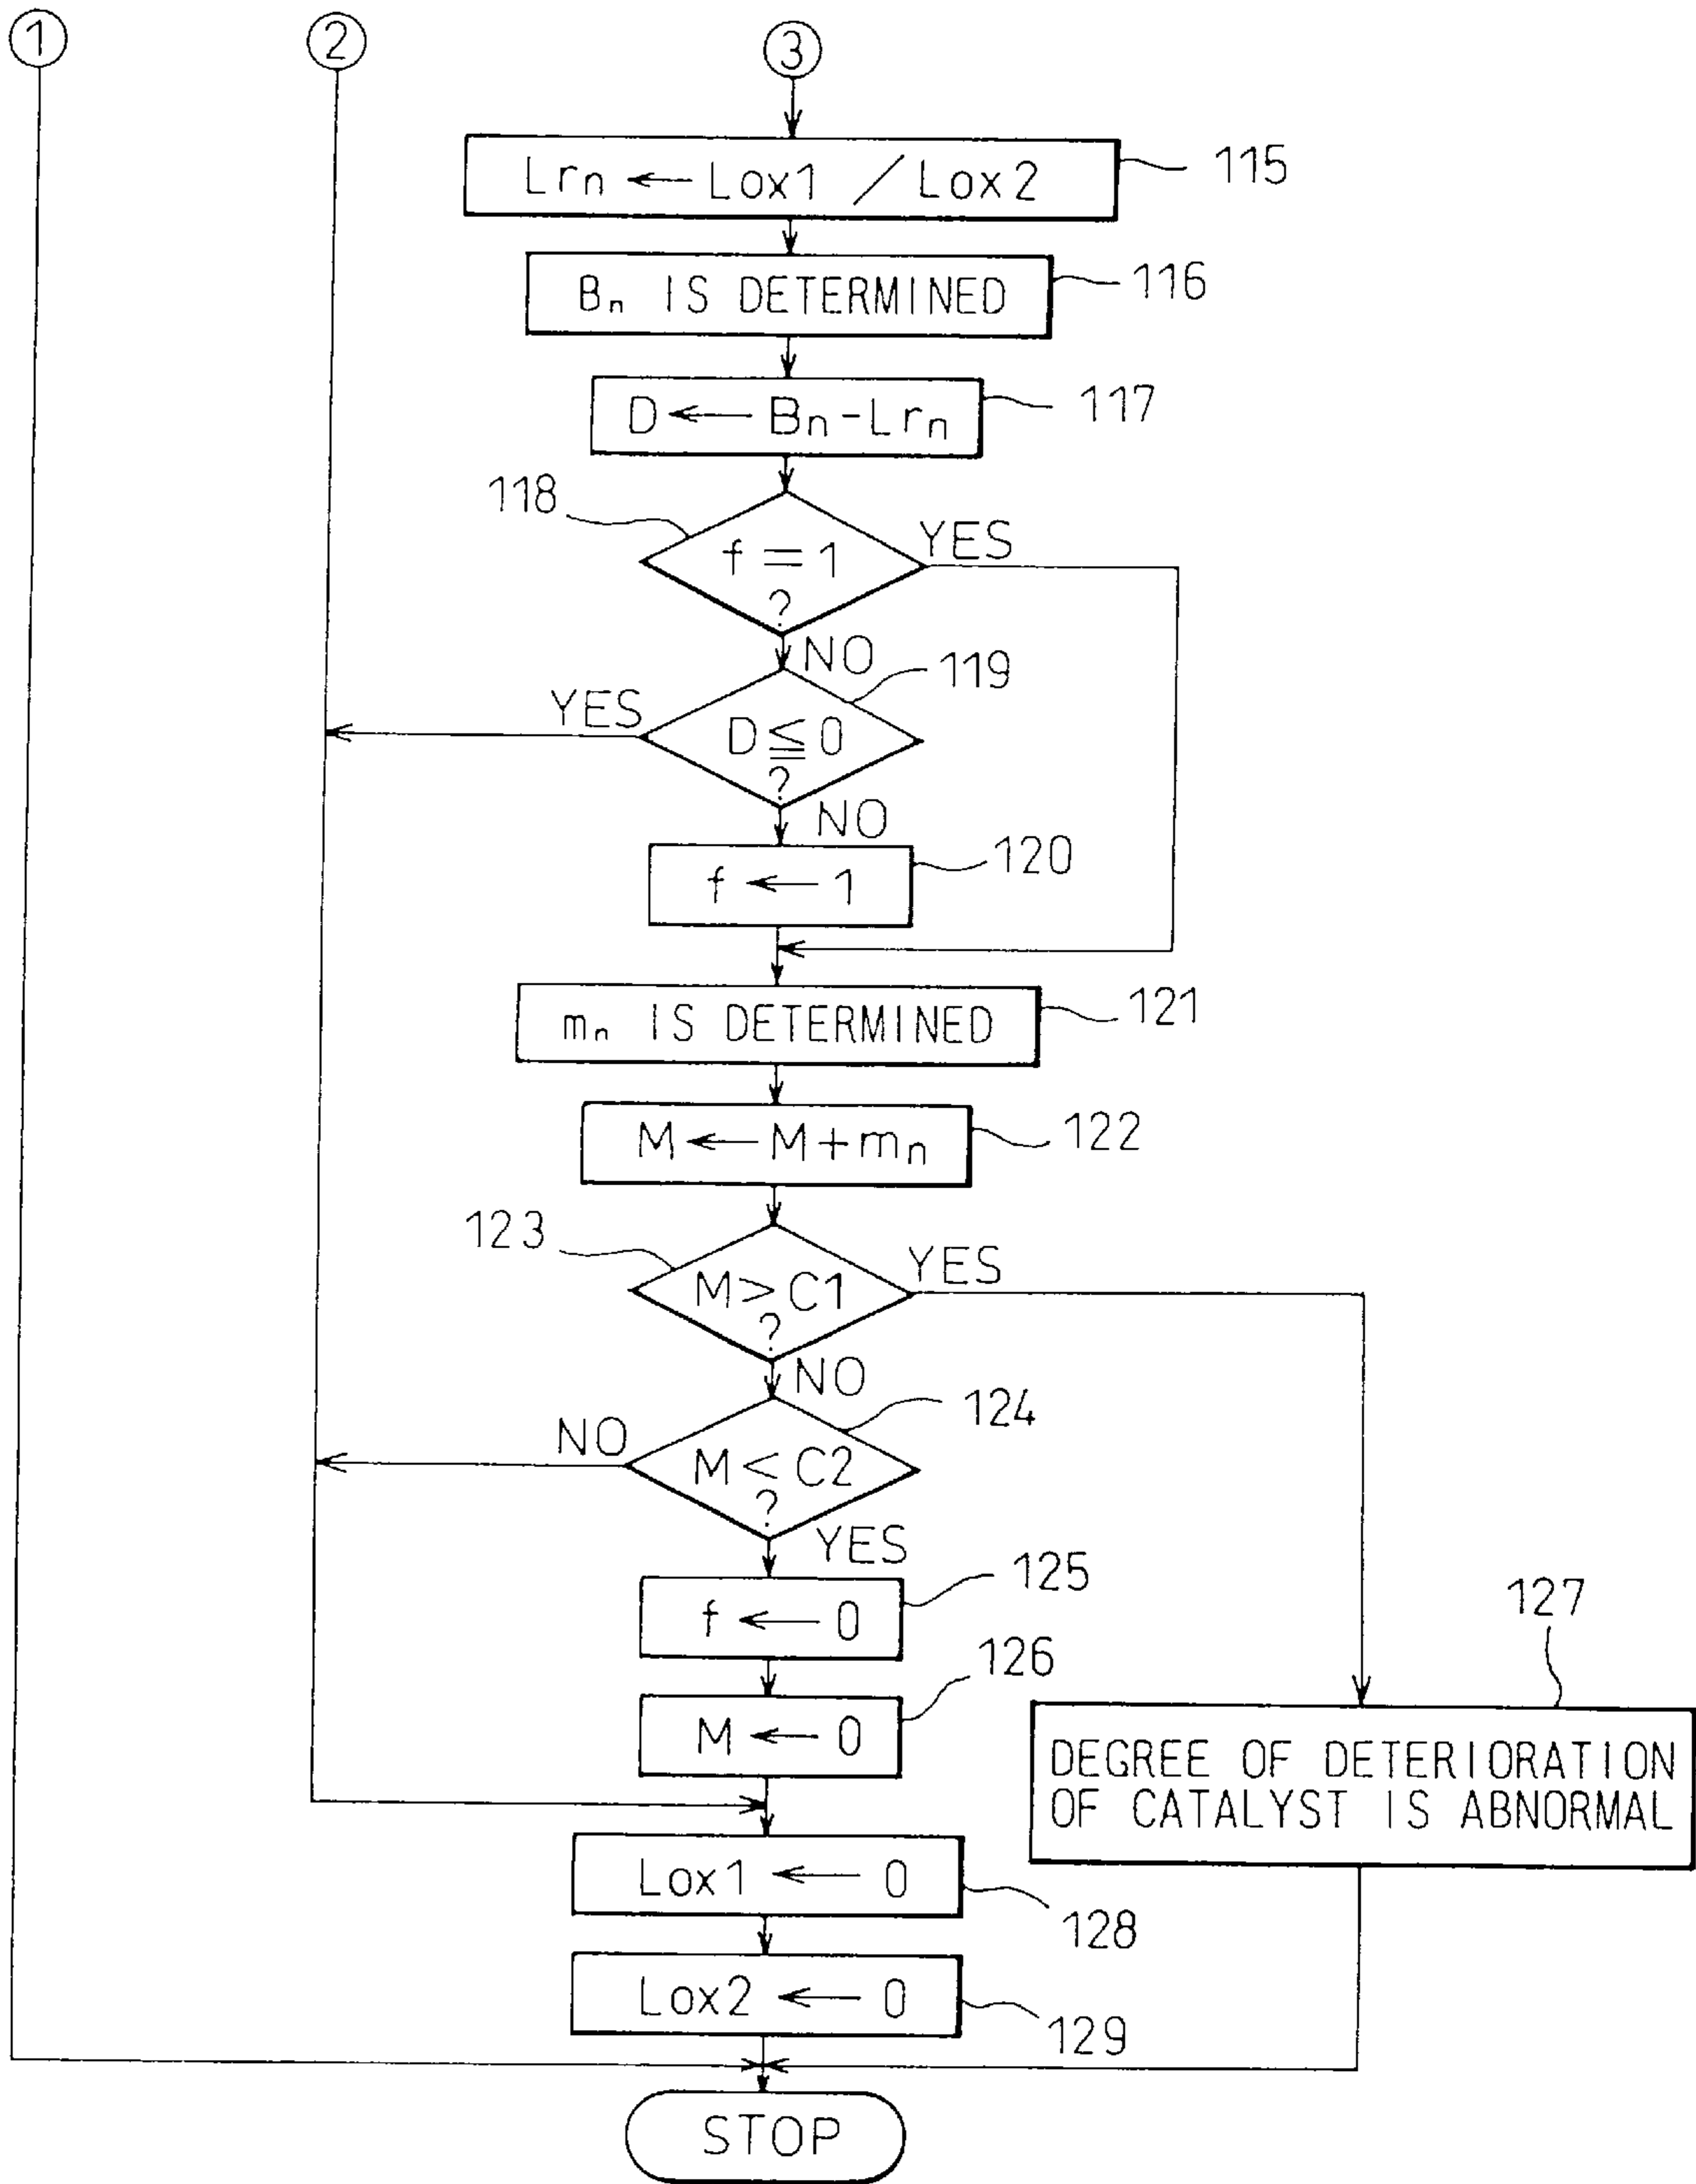 1
2
3
Lrn ← Lox1 / Lox2
115
Bn IS DETERMINED
116
D ← Bn - Lrn
117
118
f = 1
?
YES
NO
119
YES
D ≦ 0
?
NO
f ← 1
120
mn IS DETERMINED
121
M ← M + mn
122
123
M > C1
?
YES
NO
124
NO
M < C2
?
YES
f ← 0
125
M ← 0
126
127
DEGREE OF DETERIORATION
OF CATALYST IS ABNORMAL
Lox1 ← 0
128
Lox2 ← 0
129
STOP